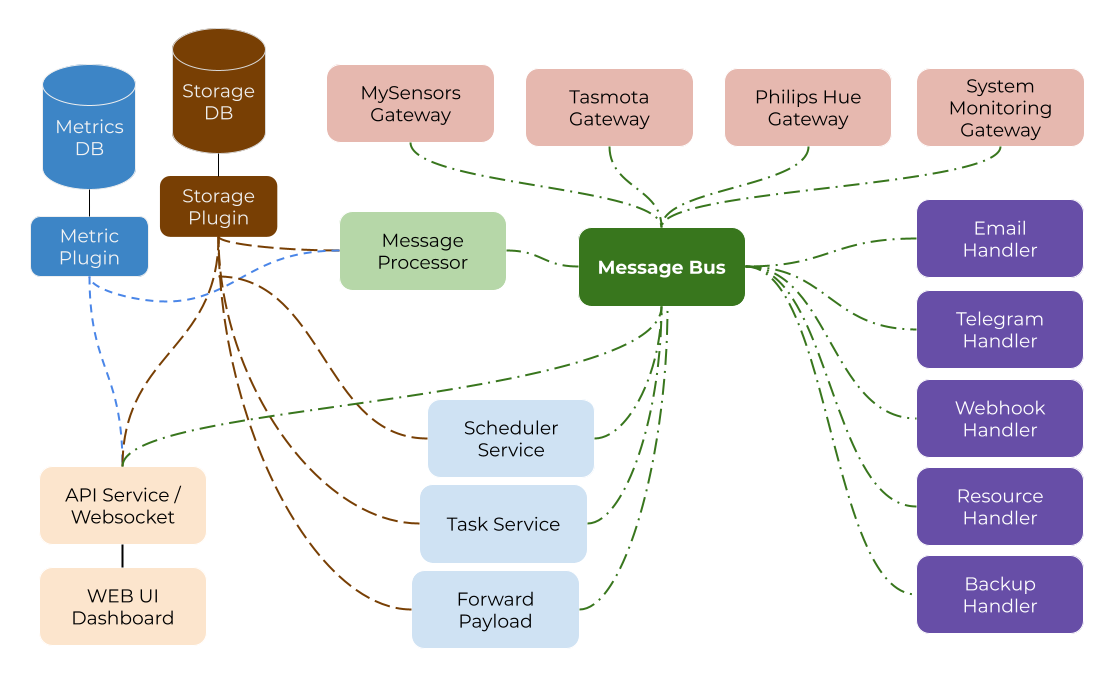 Storage
DB
Metrics
DB
Storage
Plugin
Metric
Plugin
MySensors
Gateway
Tasmota
Gateway
Philips Hue
Gateway
System
Monitoring
Gateway
Message
Processor
Message Bus
Email
Handler
Telegram
Handler
Webhook
Handler
Resource
Handler
Backup
Handler
Scheduler
Service
Task Service
Forward
Payload
API Service /
Websocket
WEB UI
Dashboard